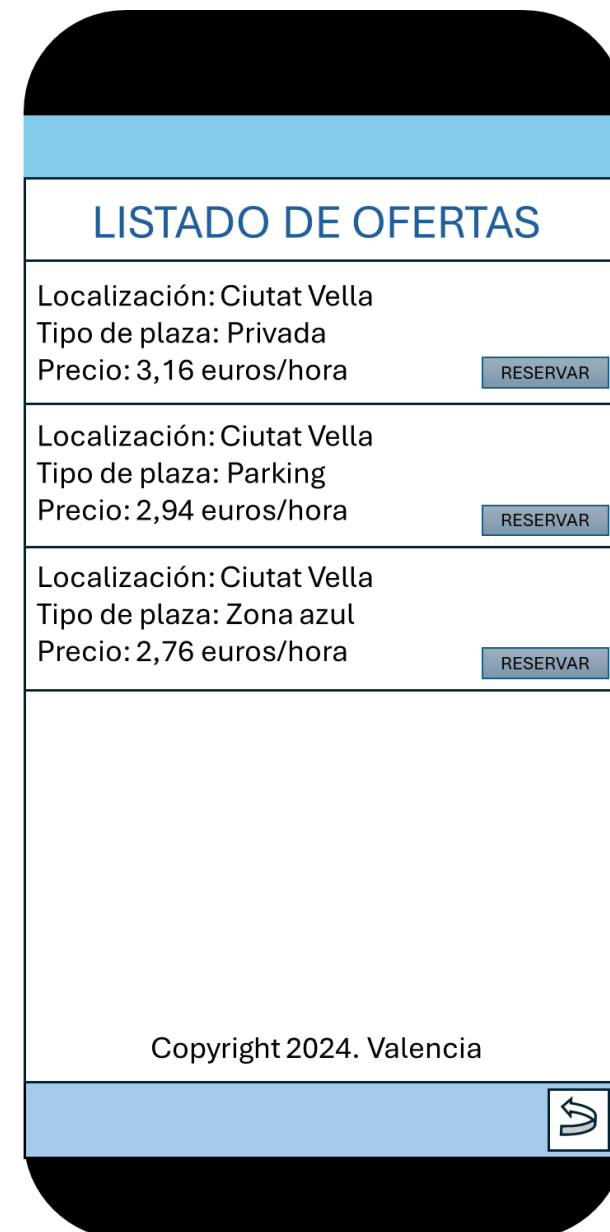 LISTADO DE OFERTAS
Localización: Ciutat Vella
Tipo de plaza: Privada
Precio: 3,16 euros/hora
RESERVAR
Localización: Ciutat Vella
Tipo de plaza: Parking
Precio: 2,94 euros/hora
RESERVAR
Localización: Ciutat Vella
Tipo de plaza: Zona azul
Precio: 2,76 euros/hora
RESERVAR
Copyright 2024. Valencia